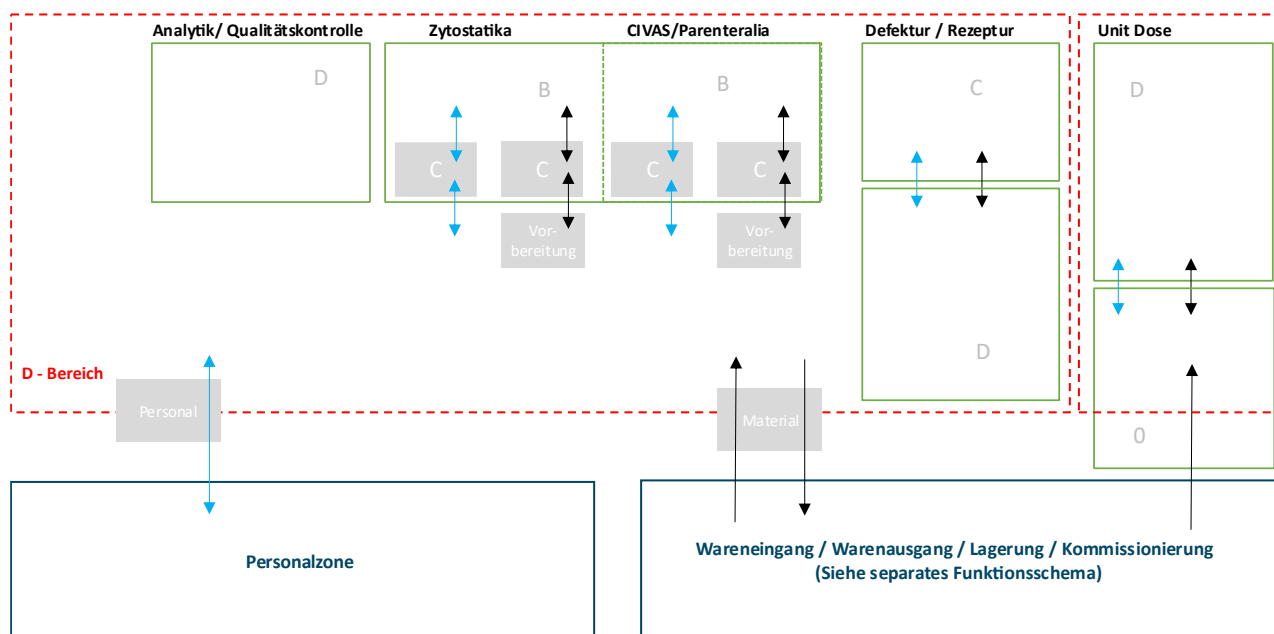 Analytik/ Qualitätskontrolle
Zytostatika
CIVAS/Parenteralia
Defektur / Rezeptur
Unit Dose
D
B
B
C
D
C
C
C
C
Vor-
bereitung
Vor-
bereitung
D
D - Bereich
Personal
Material
0
Personalzone
Wareneingang / Warenausgang / Lagerung / Kommissionierung
(Siehe separates Funktionsschema)